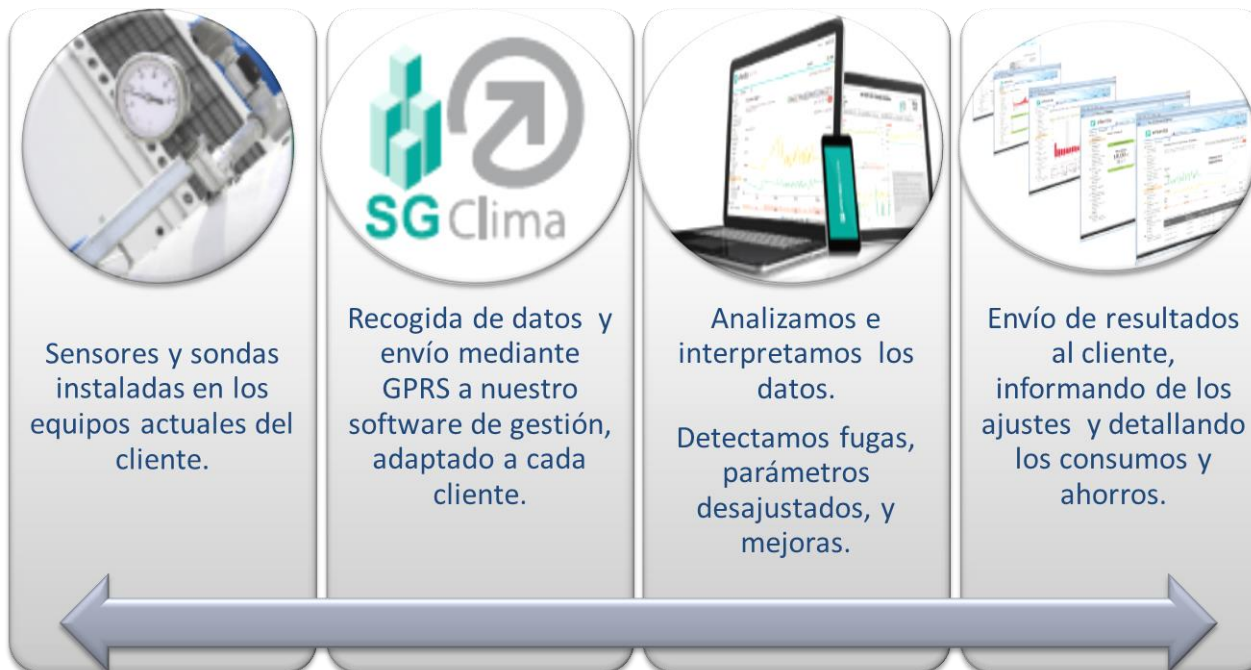 Sensores y sondas
instaladas en los
equipos actuales del
cliente.
SG Clima
Recogida de datos y
envío mediante
GPRS a nuestro
software de gestión,
adaptado a cada
cliente.
Analizamos e
interpretamos los
datos.
Detectamos fugas,
parámetros
desajustados, y
mejoras.
Envío de resultados
al cliente,
informando de los
ajustes y detallando
los consumos y
ahorros.